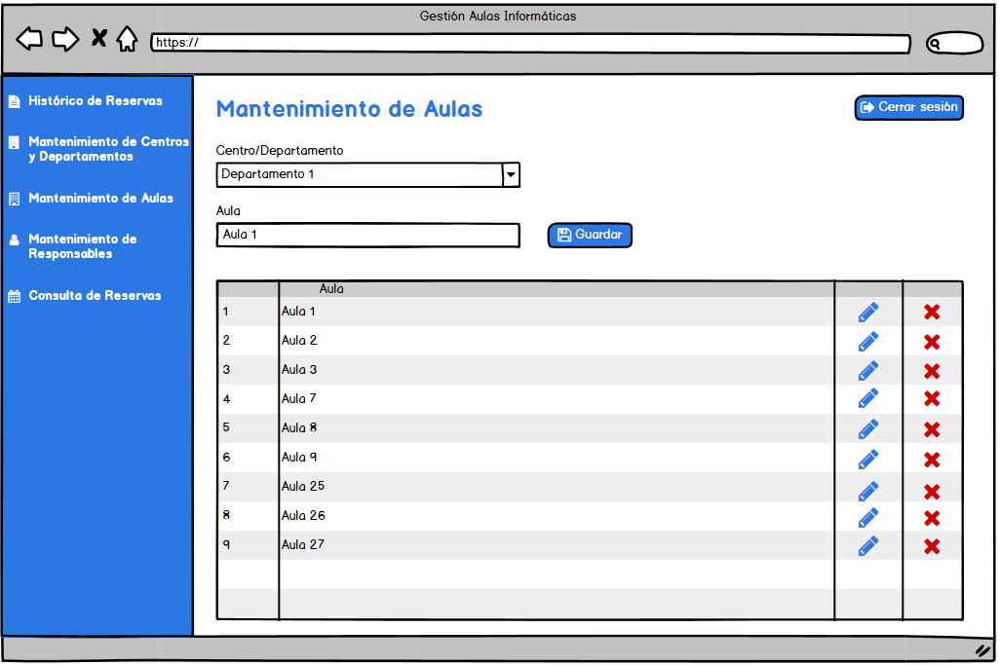 Gestión Aulas Informáticas
https://
Histórico de Reservas
Mantenimiento de Centros
y Departamentos
Mantenimiento de Aulas
Mantenimiento de
Responsables
Consulta de Reservas
Mantenimiento de Aulas
Cerrar sesión
Centro/Departamento
Departamento 1
Aula
Aula 1
Guardar
Aula
1 Aula 1
2 Aula 2
3 Aula 3
4 Aula 7
5 Aula 8
6 Aula 9
7 Aula 25
8 Aula 26
9 Aula 27